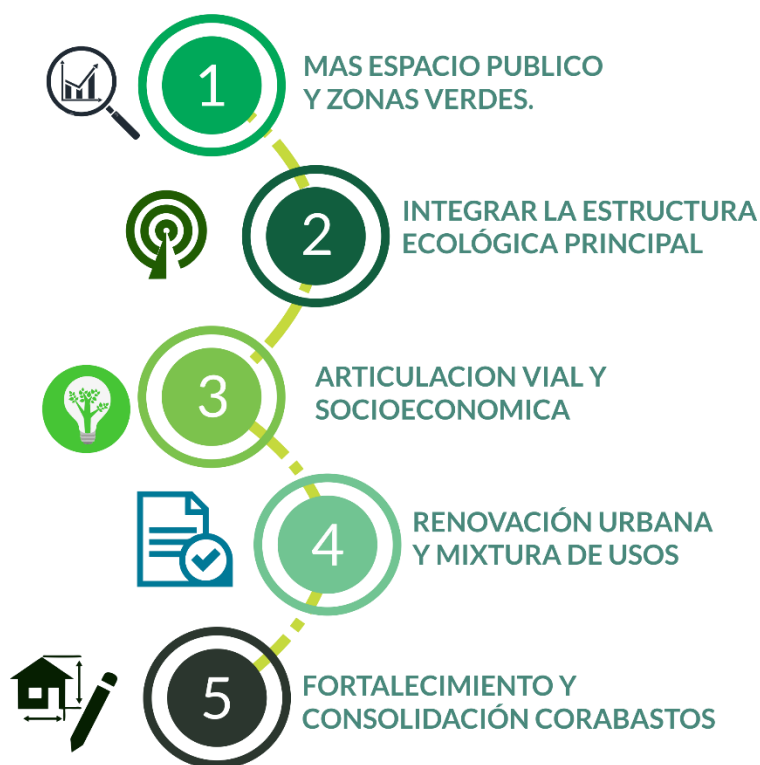 1
MAS ESPACIO PUBLICO
Y ZONAS VERDES.
2
INTEGRAR LA ESTRUCTURA
ECOLÓGICA PRINCIPAL
3
ARTICULACION VIAL Y
SOCIOECONOMICA
4
RENOVACIÓN URBANA
Y MIXTURA DE USOS
5
FORTALECIMIENTO Y
CONSOLIDACIÓN CORABASTOS